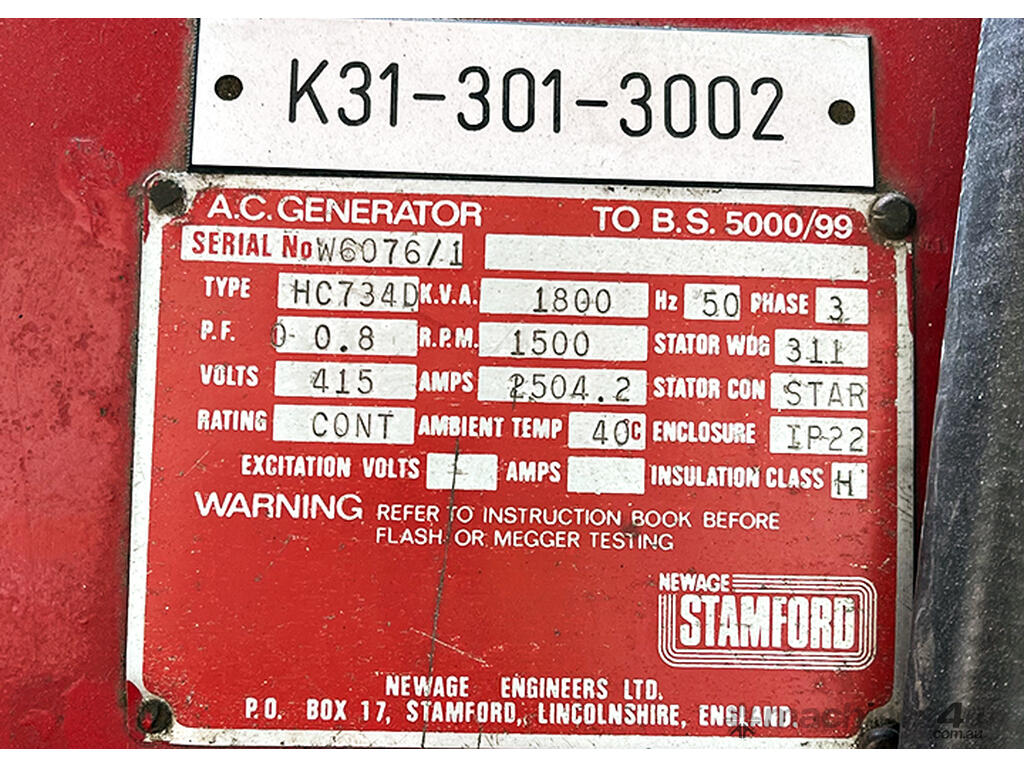 K31-301-3002
A.C. GENERATOR TO B.S. 5000/99
SERIAL No W6076/1
TYPE HC734D K.V.A. 1800 Hz 50 PHASE 3
P.F. 0.8 R.P.M. 1500 STATOR WDG 311
VOLTS 415 AMPS 2504.2 STATOR CON STAR
RATING CONT AMBIENT TEMP 40°C ENCLOSURE IP22
EXCITATION VOLTS - AMPS INSULATION CLASS H
WARNING REFER TO INSTRUCTION BOOK BEFORE
FLASH OR MEGGER TESTING
NEWAGE
STAMFORD
NEWAGE ENGINEERS LTD.
P.O. BOX 17, STAMFORD, LINCOLNSHIRE, ENGLAND.